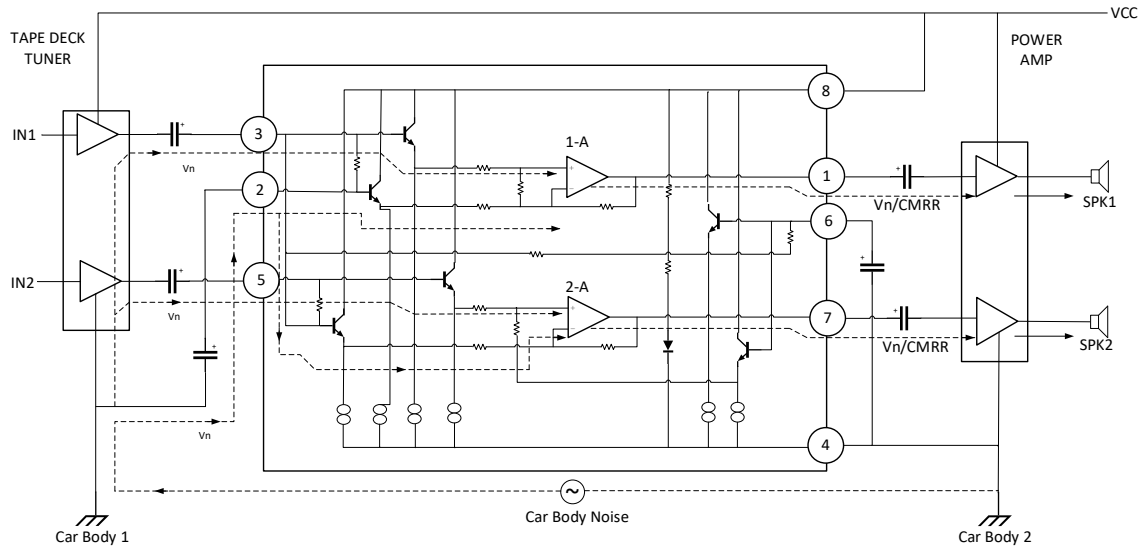 VCC
TAPE DECK
TUNER
POWER
AMP
8
IN1
+
3
1-A
Vn
+
-
1
+
2
Vn/CMRR
SPK1
6
+
IN2
+
5
2-A
Vn
+
-
7
+
Vn/CMRR
SPK2
+
Vn
4
~
Car Body Noise
Car Body 1
Car Body 2